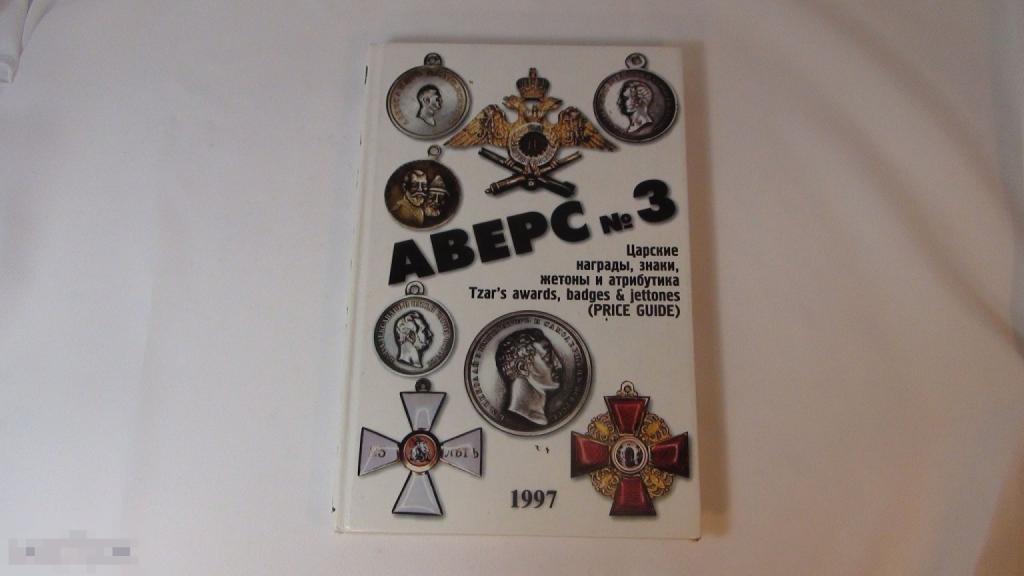 АВЕРС № 3
Царские
награды, знаки,
жетоны и атрибутика
Tzar's awards, badges & jettones
(PRICE GUIDE)
1997